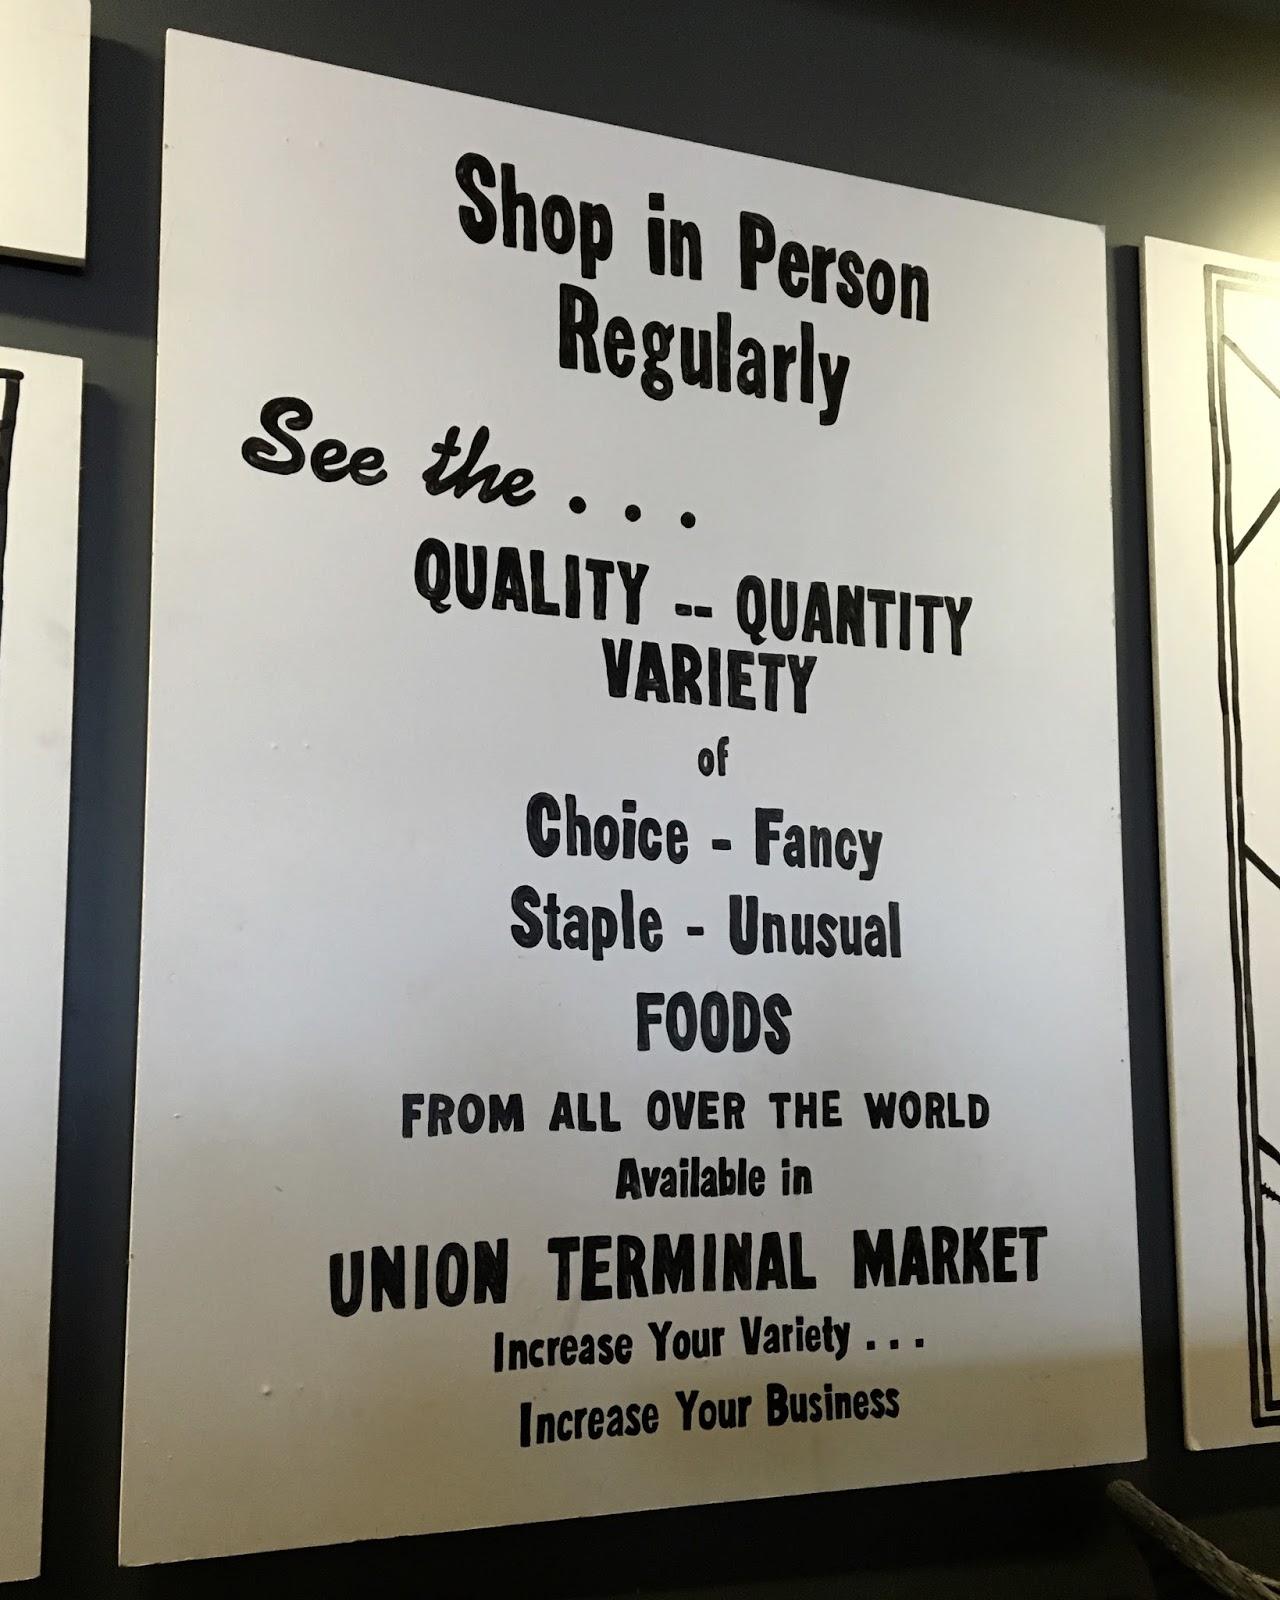 Shop in Person
Regularly
See the . . .
QUALITY -- QUANTITY
VARIETY
of
Choice - Fancy
Staple - Unusual
FOODS
FROM ALL OVER THE WORLD
Available in
UNION TERMINAL MARKET
Increase Your Variety . . .
Increase Your Business